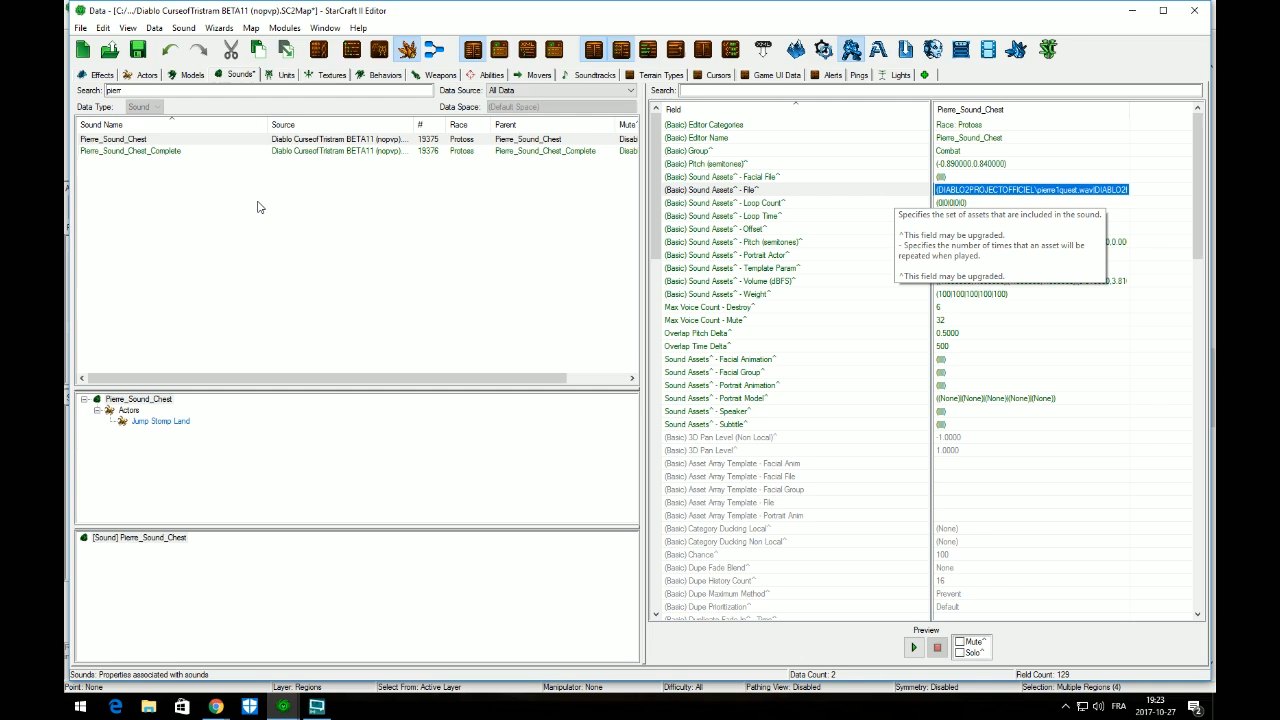 Data - [C:/.../Diablo CurseofTristram BETA11 (nopvp).SC2Map*] - StarCraft II Editor
File Edit View Data Sound Wizards Map Modules Window Help
Effects Actors Models Sounds* Units Textures Behaviors Weapons Abilities Movers Soundtracks Terrain Types Cursors Game UI Data Alerts Pings Lights
Search: pierr Data Source: All Data
Data Type: Sound Data Space: (Default Space)
Sound Name Source # Race Parent Mute^
Pierre_Sound_Chest Diablo CurseofTristram BETA11 (nopvp).... 19375 Protoss Pierre_Sound_Chest Disab
Pierre_Sound_Chest_Complete Diablo CurseofTristram BETA11 (nopvp).... 19376 Protoss Pierre_Sound_Chest_Complete Disab
Pierre_Sound_Chest
Actors
Jump Stomp Land
[Sound] Pierre_Sound_Chest
Search:
Field Pierre_Sound_Chest
(Basic) Editor Categories Race: Protoss
(Basic) Editor Name Pierre_Sound_Chest
(Basic) Group^ Combat
(Basic) Pitch (semitones)^ (-0.890000,0.840000)
(Basic) Sound Assets^ - Facial File^ (||||)
(Basic) Sound Assets^ - File^ (DIABLO2PROJECTOFFICIEL\pierre1quest.wav|DIABLO2I
(Basic) Sound Assets^ - Loop Count^ (0|0|0|0|0)
(Basic) Sound Assets^ - Loop Time^
(Basic) Sound Assets^ - Offset^
(Basic) Sound Assets^ - Pitch (semitones)^ 0.0.00
(Basic) Sound Assets^ - Portrait Actor^
(Basic) Sound Assets^ - Template Param^
(Basic) Sound Assets^ - Volume (dBFS)^ ,3.81
(Basic) Sound Assets^ - Weight^ (100|100|100|100|100)
Specifies the set of assets that are included in the sound.
^This field may be upgraded.
- Specifies the number of times that an asset will be
repeated when played.
^This field may be upgraded.
Max Voice Count - Destroy^ 6
Max Voice Count - Mute^ 32
Overlap Pitch Delta^ 0.5000
Overlap Time Delta^ 500
Sound Assets^ - Facial Animation^ (||||)
Sound Assets^ - Facial Group^ (||||)
Sound Assets^ - Portrait Animation^ (||||)
Sound Assets^ - Portrait Model^ ((None)|(None)|(None)|(None)|(None))
Sound Assets^ - Speaker^ (||||)
Sound Assets^ - Subtitle^ (||||)
(Basic) 3D Pan Level (Non Local)^ -1.0000
(Basic) 3D Pan Level^ 1.0000
(Basic) Asset Array Template - Facial Anim
(Basic) Asset Array Template - Facial File
(Basic) Asset Array Template - Facial Group
(Basic) Asset Array Template - File
(Basic) Asset Array Template - Portrait Anim
(Basic) Category Ducking Local^ (None)
(Basic) Category Ducking Non Local^ (None)
(Basic) Chance^ 100
(Basic) Dupe Fade Blend^ None
(Basic) Dupe History Count^ 16
(Basic) Dupe Maximum Method^ Prevent
(Basic) Dupe Prioritization^ Default
Preview
Mute^
Solo^
Sounds: Properties associated with sounds Data Count: 2 Field Count: 129
Point: None Layer: Regions Select From: Active Layer Manipulator: None Difficulty: All Pathing View: Disabled Symmetry: Disabled Selection: Multiple Regions (4)
FRA 19:23
2017-10-27
2